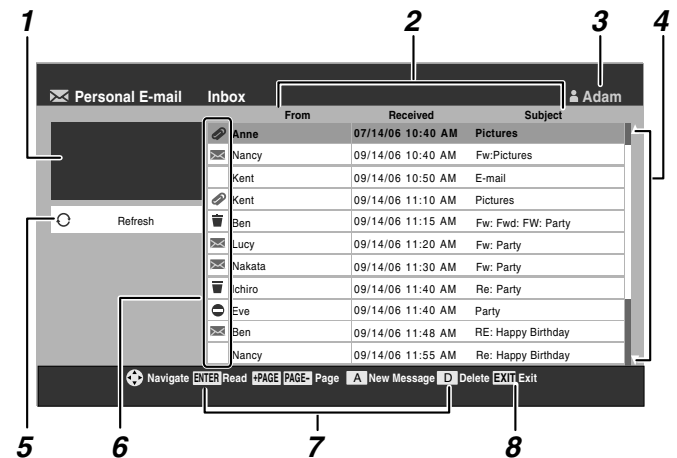 1 2 3 4
Personal E-mail Inbox Adam
From Received Subject
Anne 07/14/06 10:40 AM Pictures
Nancy 09/14/06 10:40 AM Fw:Pictures
Kent 09/14/06 10:50 AM E-mail
Kent 09/14/06 11:10 AM Pictures
Refresh
Ben 09/14/06 11:15 AM Fw: Fwd: FW: Party
Lucy 09/14/06 11:20 AM Fw: Party
Nakata 09/14/06 11:30 AM Fw: Party
Ichiro 09/14/06 11:40 AM Re: Party
Eve 09/14/06 11:40 AM Party
Ben 09/14/06 11:48 AM RE: Happy Birthday
Nancy 09/14/06 11:55 AM Re: Happy Birthday
Navigate ENTER Read +PAGE PAGE- Page A New Message D Delete EXIT Exit
5 6 7 8